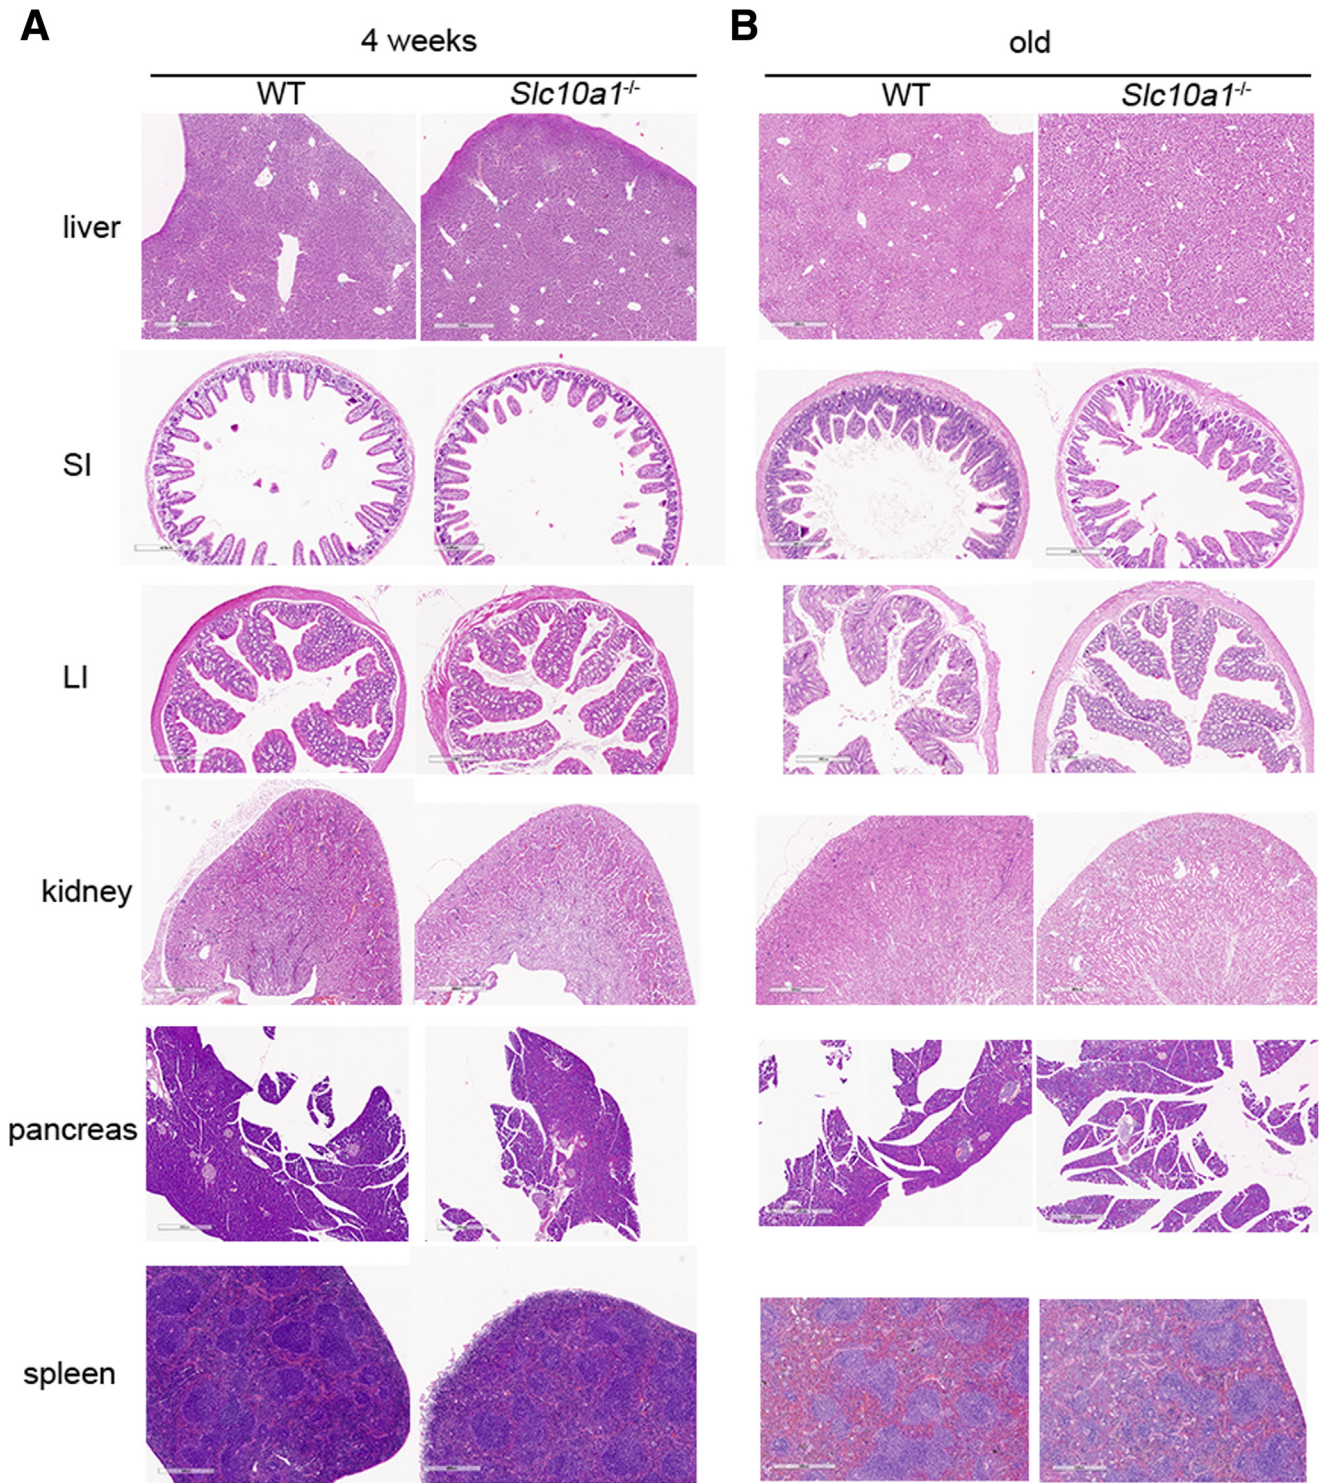 A
4 weeks
B
old
WT
Slc10a1-/-
WT
Slc10a1-/-
liver
SI
LI
kidney
pancreas
spleen